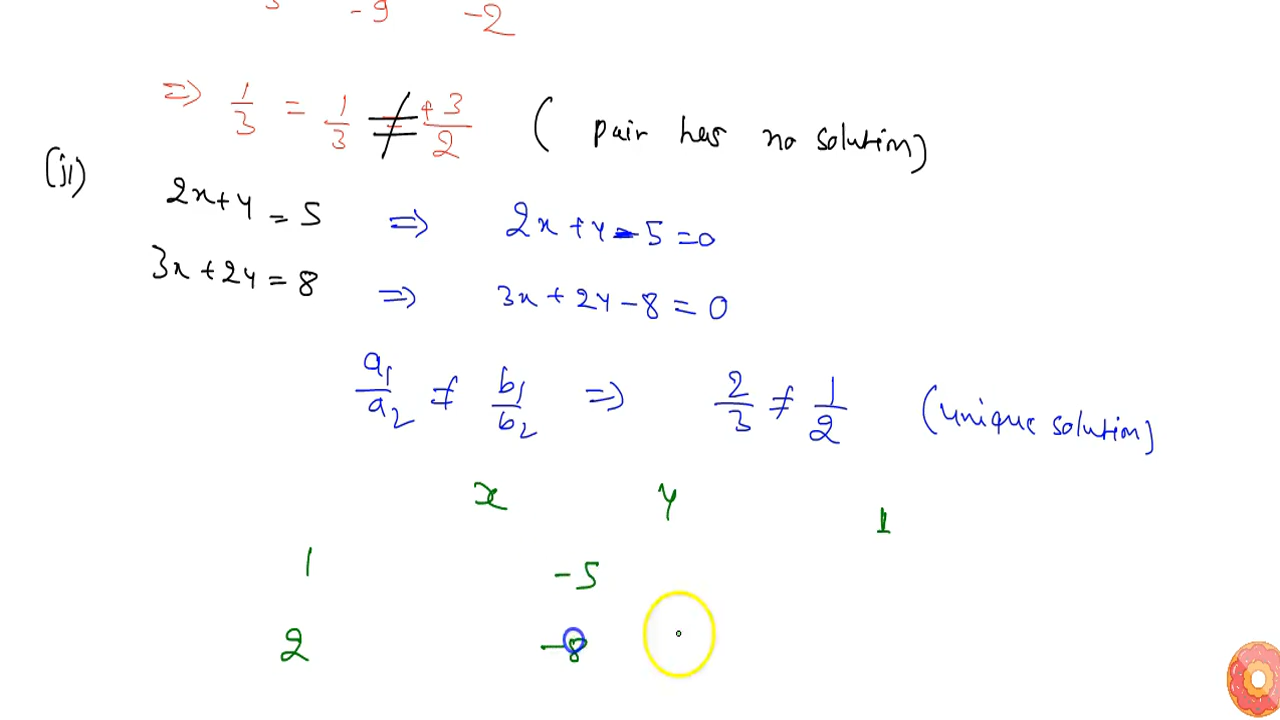 -9 -2
⇒ 1/3 = 1/3 ≠ +3/2 (pair has no solution)
(ii)
2x+y = 5 ⇒ 2x+y-5=0
3x+2y=8 ⇒ 3x+2y-8=0
a1/a2 ≠ b1/b2 ⇒ 2/3 ≠ 1/2 (unique solution)
x y 1
1 -5
2 -8